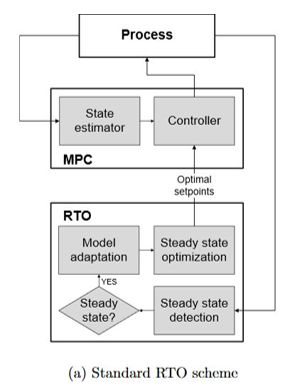 Process
State
estimator
Controller
MPC
Optimal
setpoints
RTO
Model
adaptation
Steady state
optimization
YES
Steady
state?
Steady state
detection
(a) Standard RTO scheme